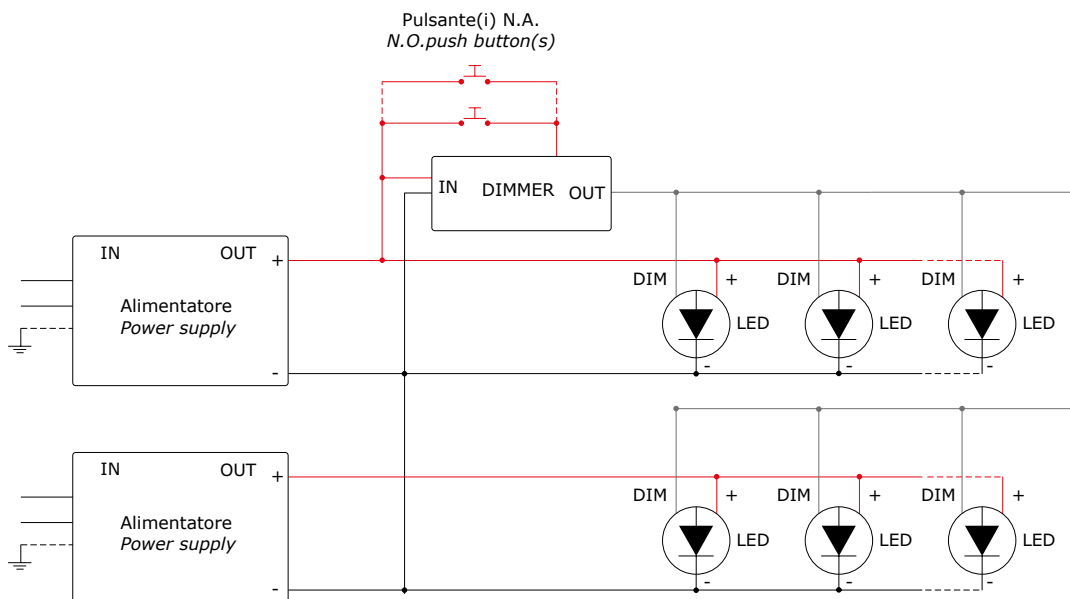 Pulsante(i) N.A.
N.O.push button(s)
IN DIMMER OUT
IN OUT +
Alimentatore
Power supply
-
DIM + DIM + DIM +
LED LED LED
- - -
IN OUT +
Alimentatore
Power supply
-
DIM + DIM + DIM +
LED LED LED
- - -